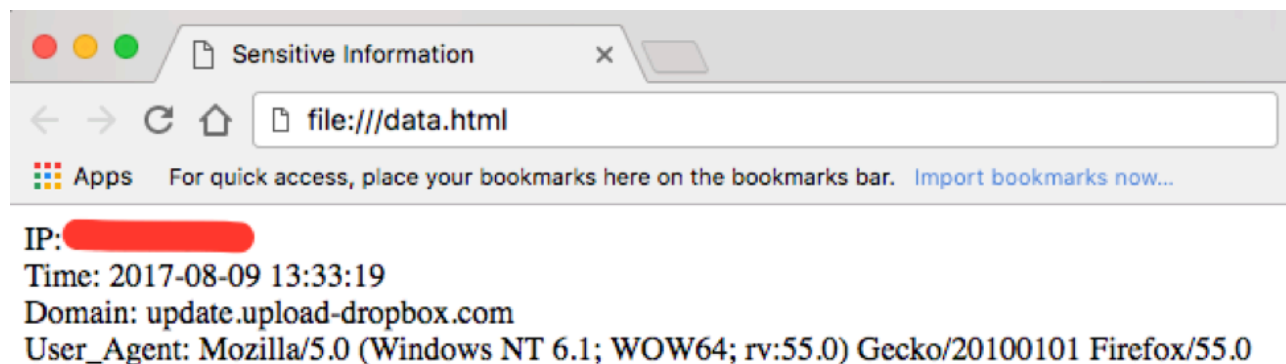 Sensitive Information
file:///data.html
Apps For quick access, place your bookmarks here on the bookmarks bar. Import bookmarks now...
IP:
Time: 2017-08-09 13:33:19
Domain: update.upload-dropbox.com
User_Agent: Mozilla/5.0 (Windows NT 6.1; WOW64; rv:55.0) Gecko/20100101 Firefox/55.0